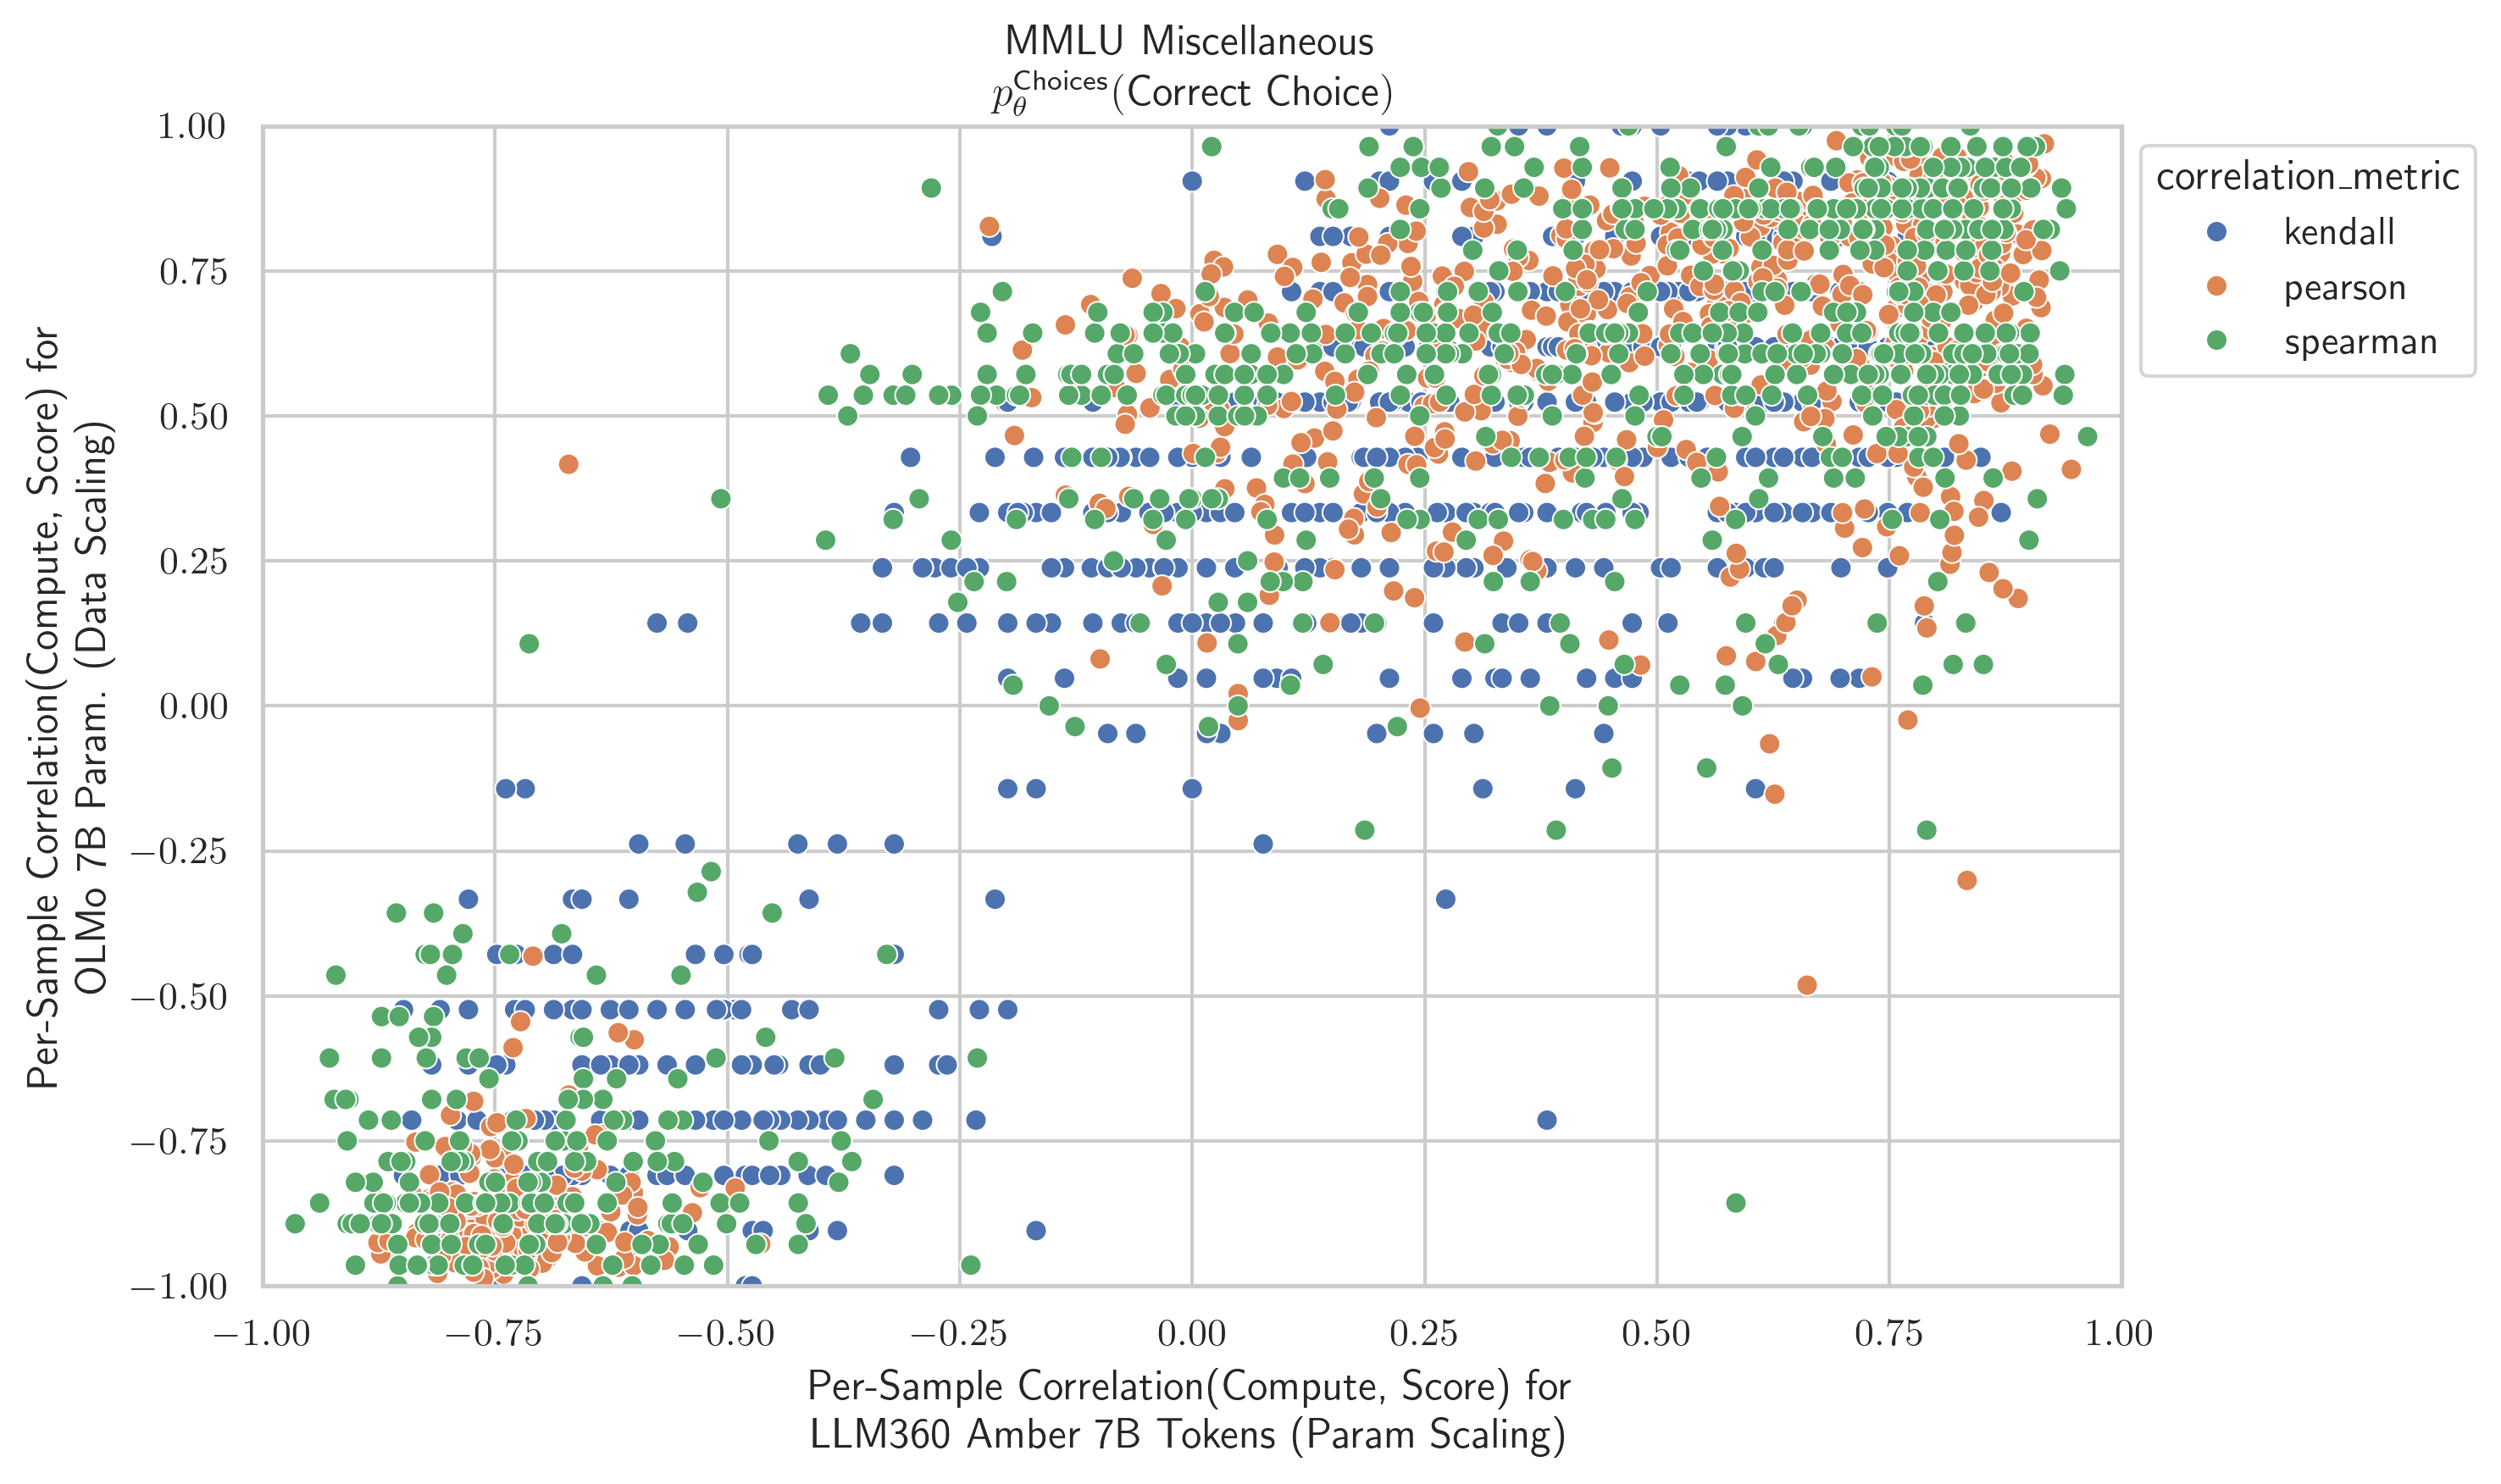 MMLU Miscellaneous
p_θ^Choices(Correct Choice)
Per-Sample Correlation(Compute, Score) for
OLMo 7B Param. (Data Scaling)
1.00
0.75
0.50
0.25
0.00
−0.25
−0.50
−0.75
−1.00
−1.00 −0.75 −0.50 −0.25 0.00 0.25 0.50 0.75 1.00
Per-Sample Correlation(Compute, Score) for
LLM360 Amber 7B Tokens (Param Scaling)
correlation_metric
kendall
pearson
spearman